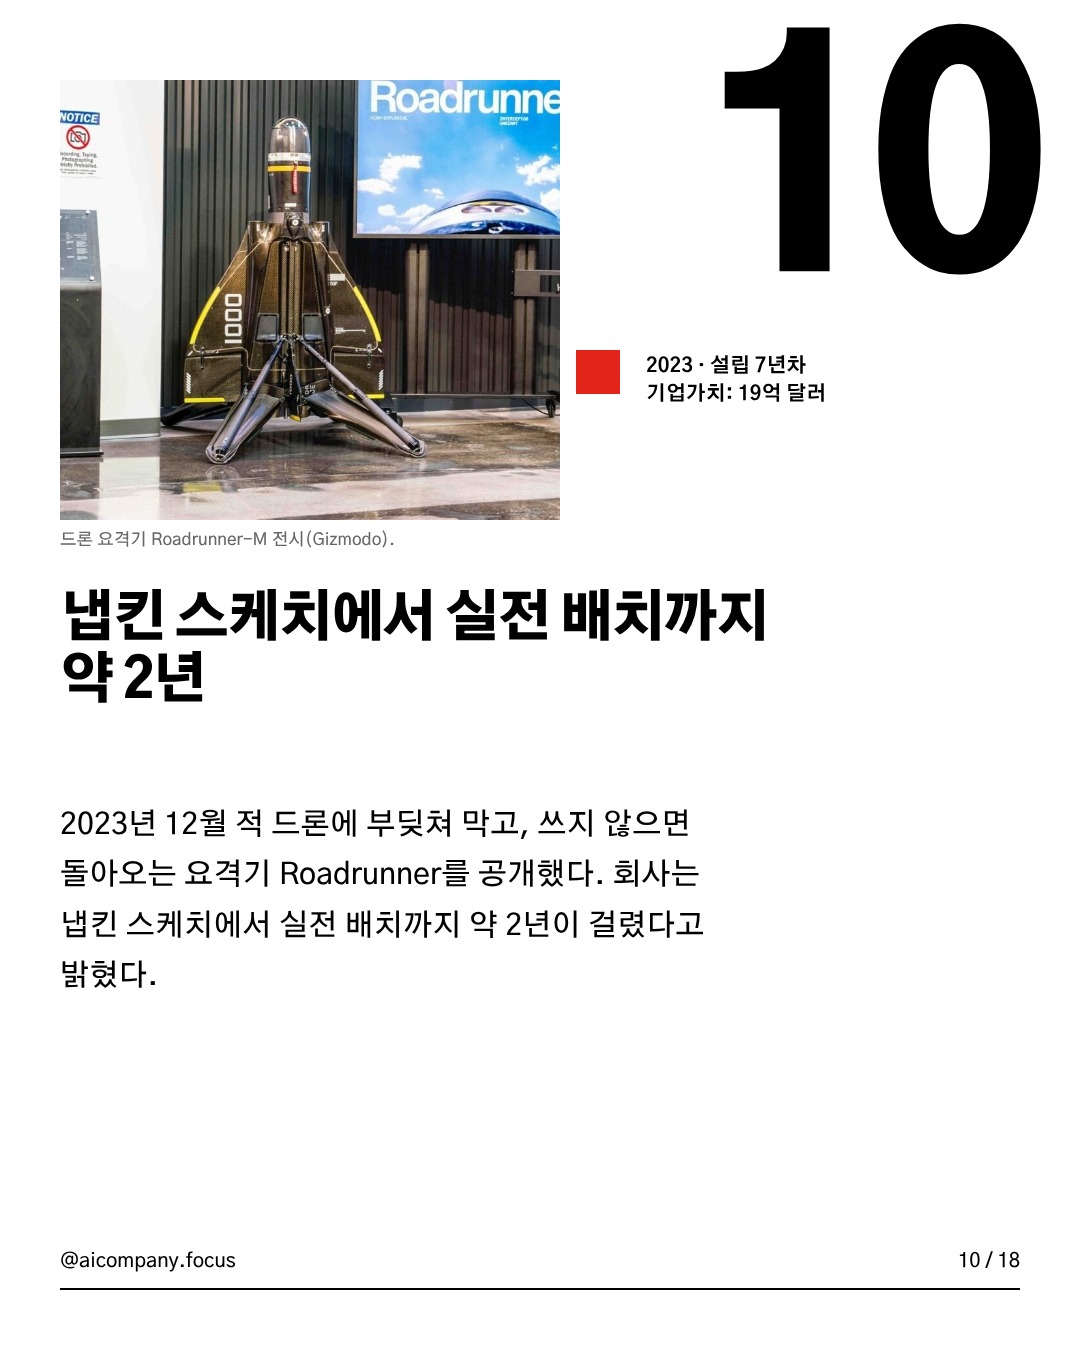 10
NOTICE
Roadrunne
HIGH-EXPLOSIVE
INTERCEPTOR
VARIANT
1000
2023 · 설립 7년차
기업가치: 19억 달러
드론 요격기 Roadrunner-M 전시(Gizmodo).
냅킨 스케치에서 실전 배치까지
약 2년
2023년 12월 적 드론에 부딪쳐 막고, 쓰지 않으면
돌아오는 요격기 Roadrunner를 공개했다. 회사는
냅킨 스케치에서 실전 배치까지 약 2년이 걸렸다고
밝혔다.
@aicompany.focus
10 / 18